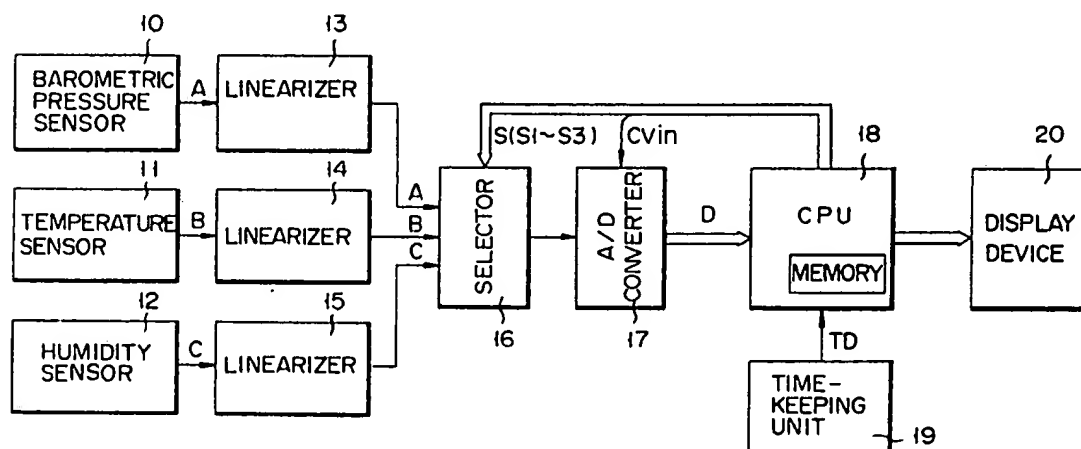 10
BAROMETRIC
PRESSURE
SENSOR
A
13
LINEARIZER
11
TEMPERATURE
SENSOR
B
14
LINEARIZER
12
HUMIDITY
SENSOR
C
15
LINEARIZER
A
B
C
S(S1~S3)
SELECTOR
16
CVin
A/D
CONVERTER
17
D
18
CPU
MEMORY
TD
TIME-
KEEPING
UNIT
19
20
DISPLAY
DEVICE